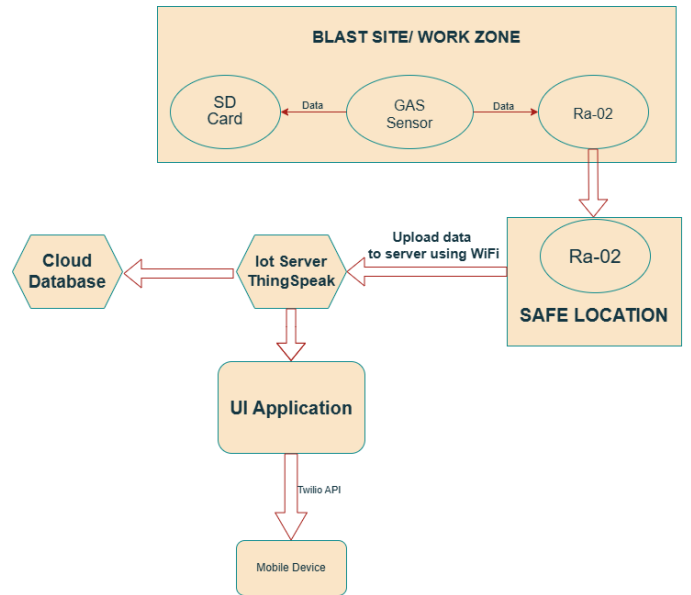 BLAST SITE/ WORK ZONE
SD
Card
Data
GAS
Sensor
Data
Ra-02
Upload data
to server using WiFi
Ra-02
SAFE LOCATION
Iot Server
ThingSpeak
Cloud
Database
UI Application
Twilio API
Mobile Device